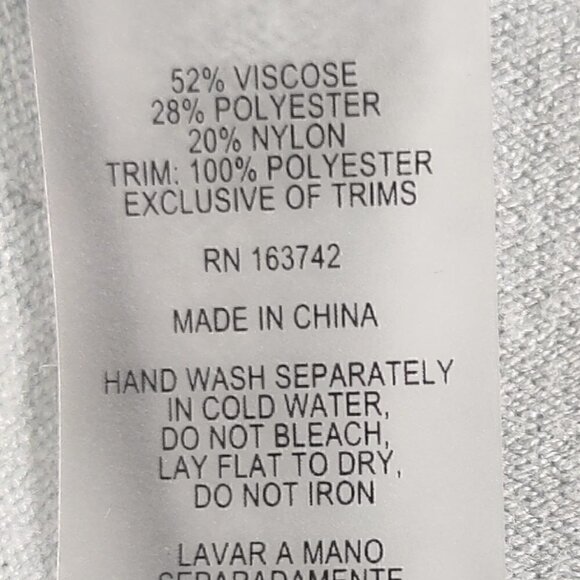 52% VISCOSE
28% POLYESTER
20% NYLON
TRIM: 100% POLYESTER
EXCLUSIVE OF TRIMS
RN 163742
MADE IN CHINA
HAND WASH SEPARATELY
IN COLD WATER,
DO NOT BLEACH,
LAY FLAT TO DRY,
DO NOT IRON
LAVAR A MANO
SEPARADAMENTE